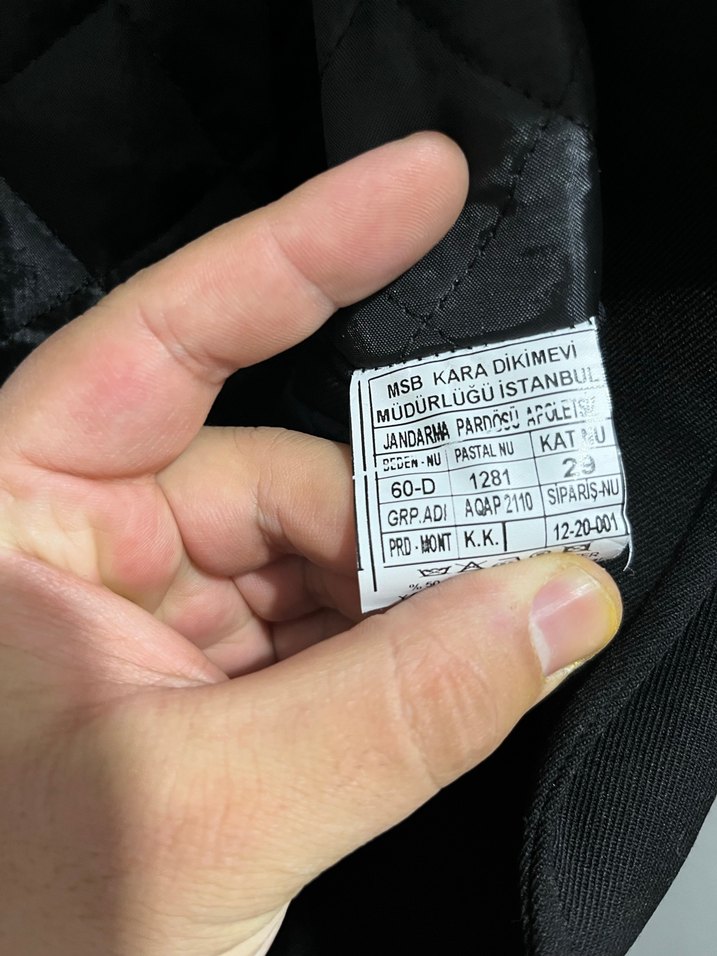 MSB KARA DİKİMEVİ
MÜDÜRLÜĞÜ İSTANBUL
JANDARMA PARDÖSÜ APOLETSİZ
BEDEN-NU PASTAL NU KAT NU
60-D 1281 29
GRP.ADI AQAP 2110 SİPARİŞ-NU
PRD-MONT K.K. 12-20-001